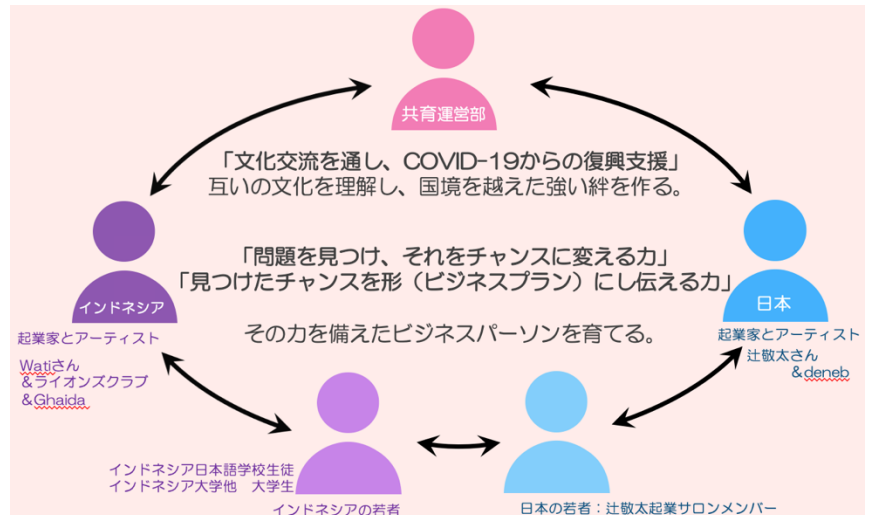 共育運営部
「文化交流を通し、COVID-19からの復興支援」
互いの文化を理解し、国境を越えた強い絆を作る。
「問題を見つけ、それをチャンスに変える力」
「見つけたチャンスを形（ビジネスプラン）にし伝える力」
その力を備えたビジネスパーソンを育てる。
インドネシア
起業家とアーティスト
Watiさん
&ライオンズクラブ
&Ghaida
日本
起業家とアーティスト
辻敬太さん
&deneb
インドネシア日本語学校生徒
インドネシア大学他　大学生
インドネシアの若者
日本の若者：辻敬太起業サロンメンバー